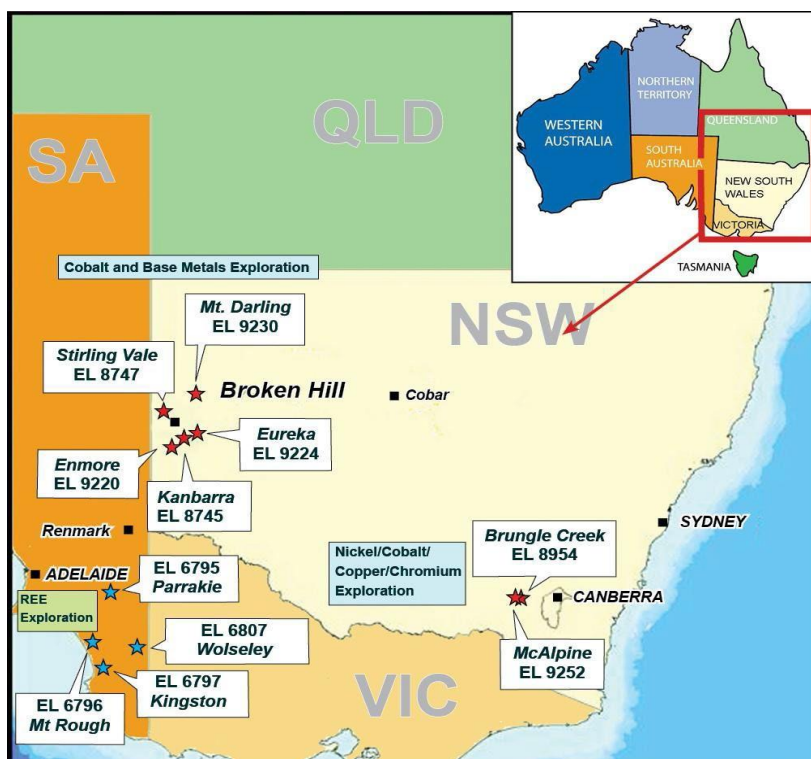 QLD
SA
NSW
VIC
WESTERN
AUSTRALIA
NORTHERN
TERRITORY
QUEENSLAND
SOUTH
AUSTRALIA
NEW SOUTH
WALES
VICTORIA
TASMANIA
Cobalt and Base Metals Exploration
Mt. Darling
EL 9230
Stirling Vale
EL 8747
Broken Hill
Cobar
Eureka
EL 9224
Enmore
EL 9220
Kanbarra
EL 8745
Renmark
ADELAIDE
SYDNEY
CANBERRA
Nickel/Cobalt/
Copper/Chromium
Exploration
Brungle Creek
EL 8954
McAlpine
EL 9252
REE
Exploration
EL 6795
Parrakie
EL 6807
Wolseley
EL 6797
Kingston
EL 6796
Mt Rough